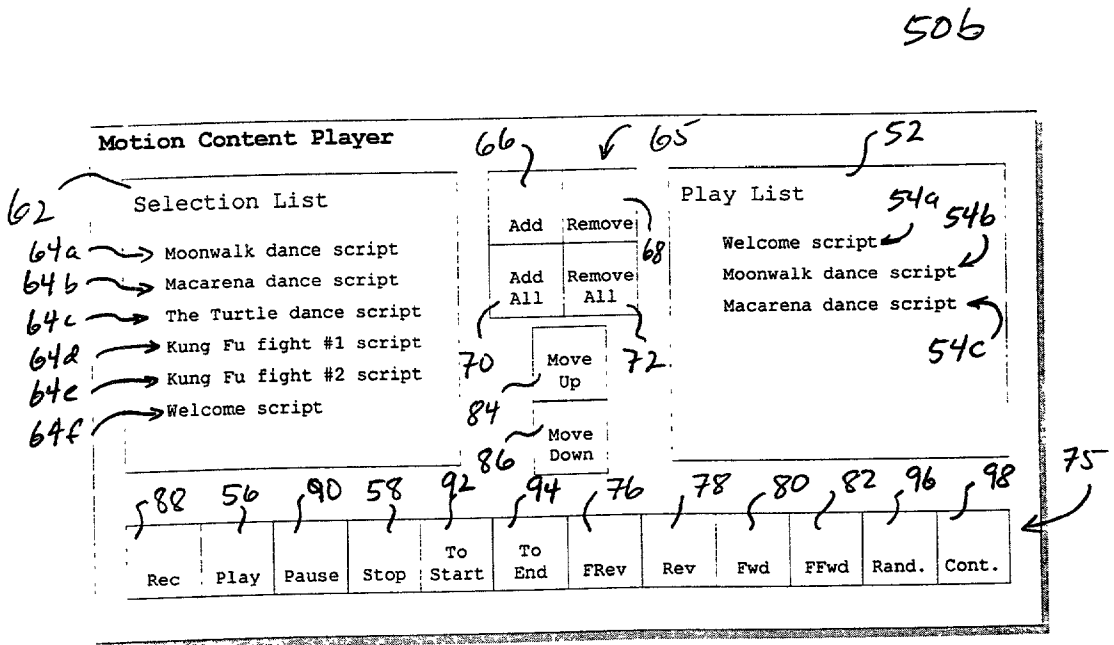 50b
Motion Content Player
66
65
52
62
Selection List
Play List
54a
54b
Add
Remove
68
64a
Moonwalk dance script
Welcome script
64b
Macarena dance script
Add All
Remove All
Moonwalk dance script
64c
The Turtle dance script
Macarena dance script
64d
Kung Fu fight #1 script
70
72
54c
64e
Kung Fu fight #2 script
Move Up
64f
Welcome script
84
86
Move Down
75
88
56
90
58
92
94
76
78
80
82
96
98
Rec
Play
Pause
Stop
To Start
To End
FRev
Rev
Fwd
FFwd
Rand.
Cont.